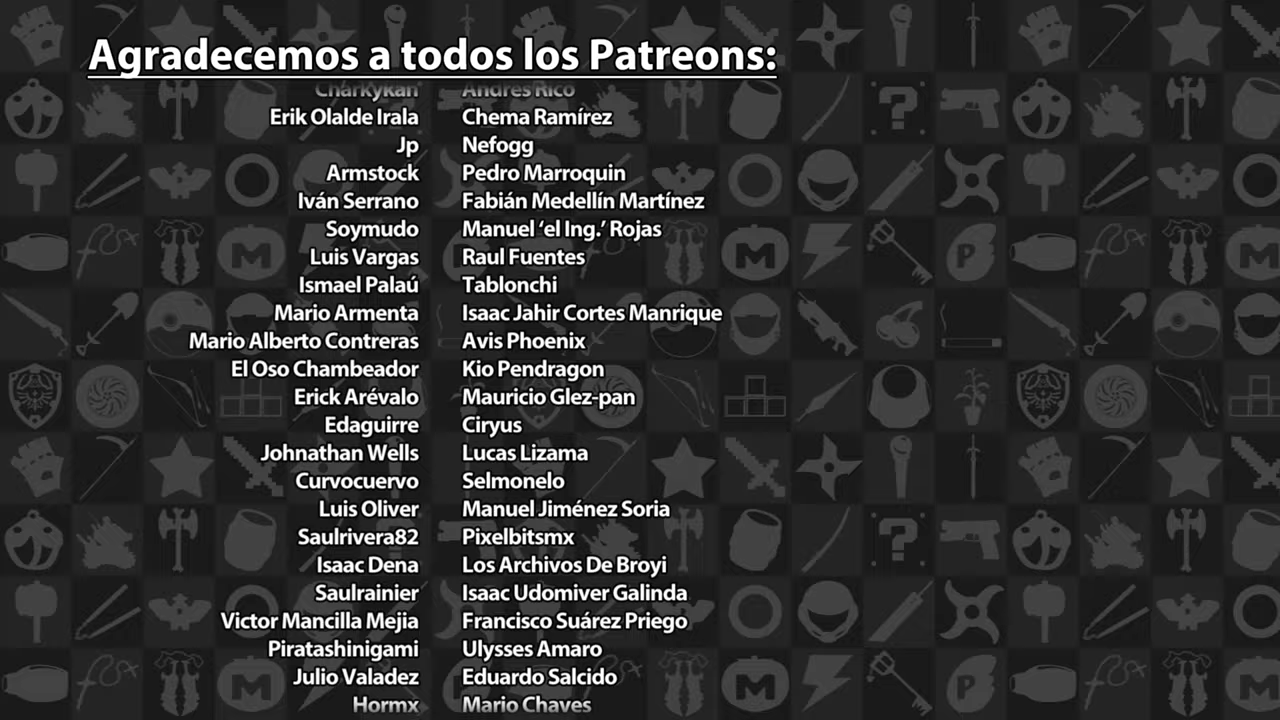 Agradecemos a todos los Patreons:
Charkykan Andres Rico
Erik Olalde Irala Chema Ramírez
Jp Nefogg
Armstock Pedro Marroquin
Iván Serrano Fabián Medellín Martínez
Soymudo Manuel ‘el Ing.’ Rojas
Luis Vargas Raul Fuentes
Ismael Palaú Tablonchi
Mario Armenta Isaac Jahir Cortes Manrique
Mario Alberto Contreras Avis Phoenix
El Oso Chambeador Kio Pendragon
Erick Arévalo Mauricio Glez-pan
Edaguirre Ciryus
Johnathan Wells Lucas Lizama
Curvocuervo Selmonelo
Luis Oliver Manuel Jiménez Soria
Saulrivera82 Pixelbitsmx
Isaac Dena Los Archivos De Broyi
Saulrainier Isaac Udomiver Galinda
Victor Mancilla Mejia Francisco Suárez Priego
Piratashinigami Ulysses Amaro
Julio Valadez Eduardo Salcido
Hormx Mario Chaves